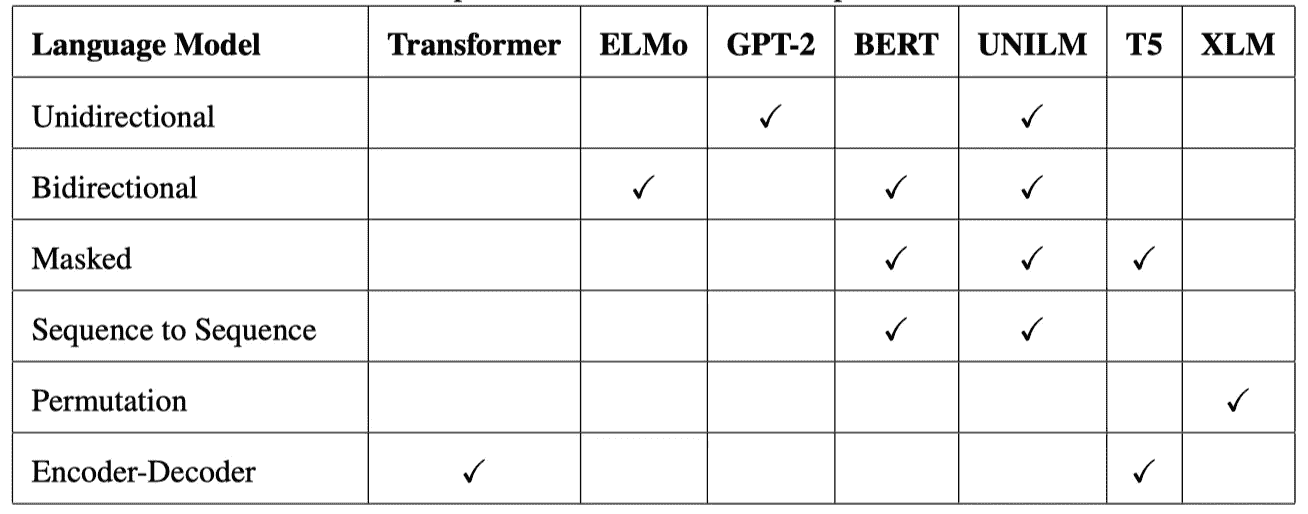 Language Model Transformer ELMo GPT-2 BERT UNILM T5 XLM
Unidirectional ✓ ✓
Bidirectional ✓ ✓ ✓
Masked ✓ ✓ ✓
Sequence to Sequence ✓ ✓
Permutation ✓
Encoder-Decoder ✓ ✓